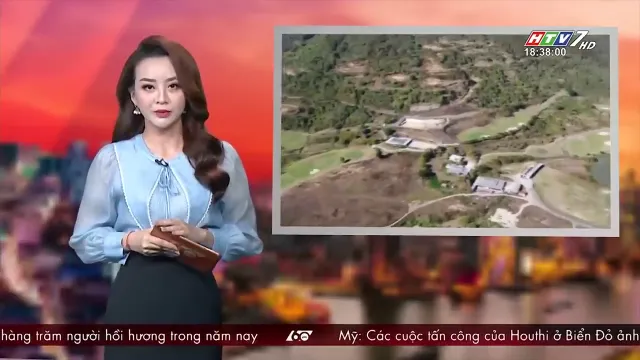 HTV7 HD
18:38:00
hàng trăm người hồi hương trong năm nay 60 Mỹ: Các cuộc tấn công của Houthi ở Biển Đỏ ảnh